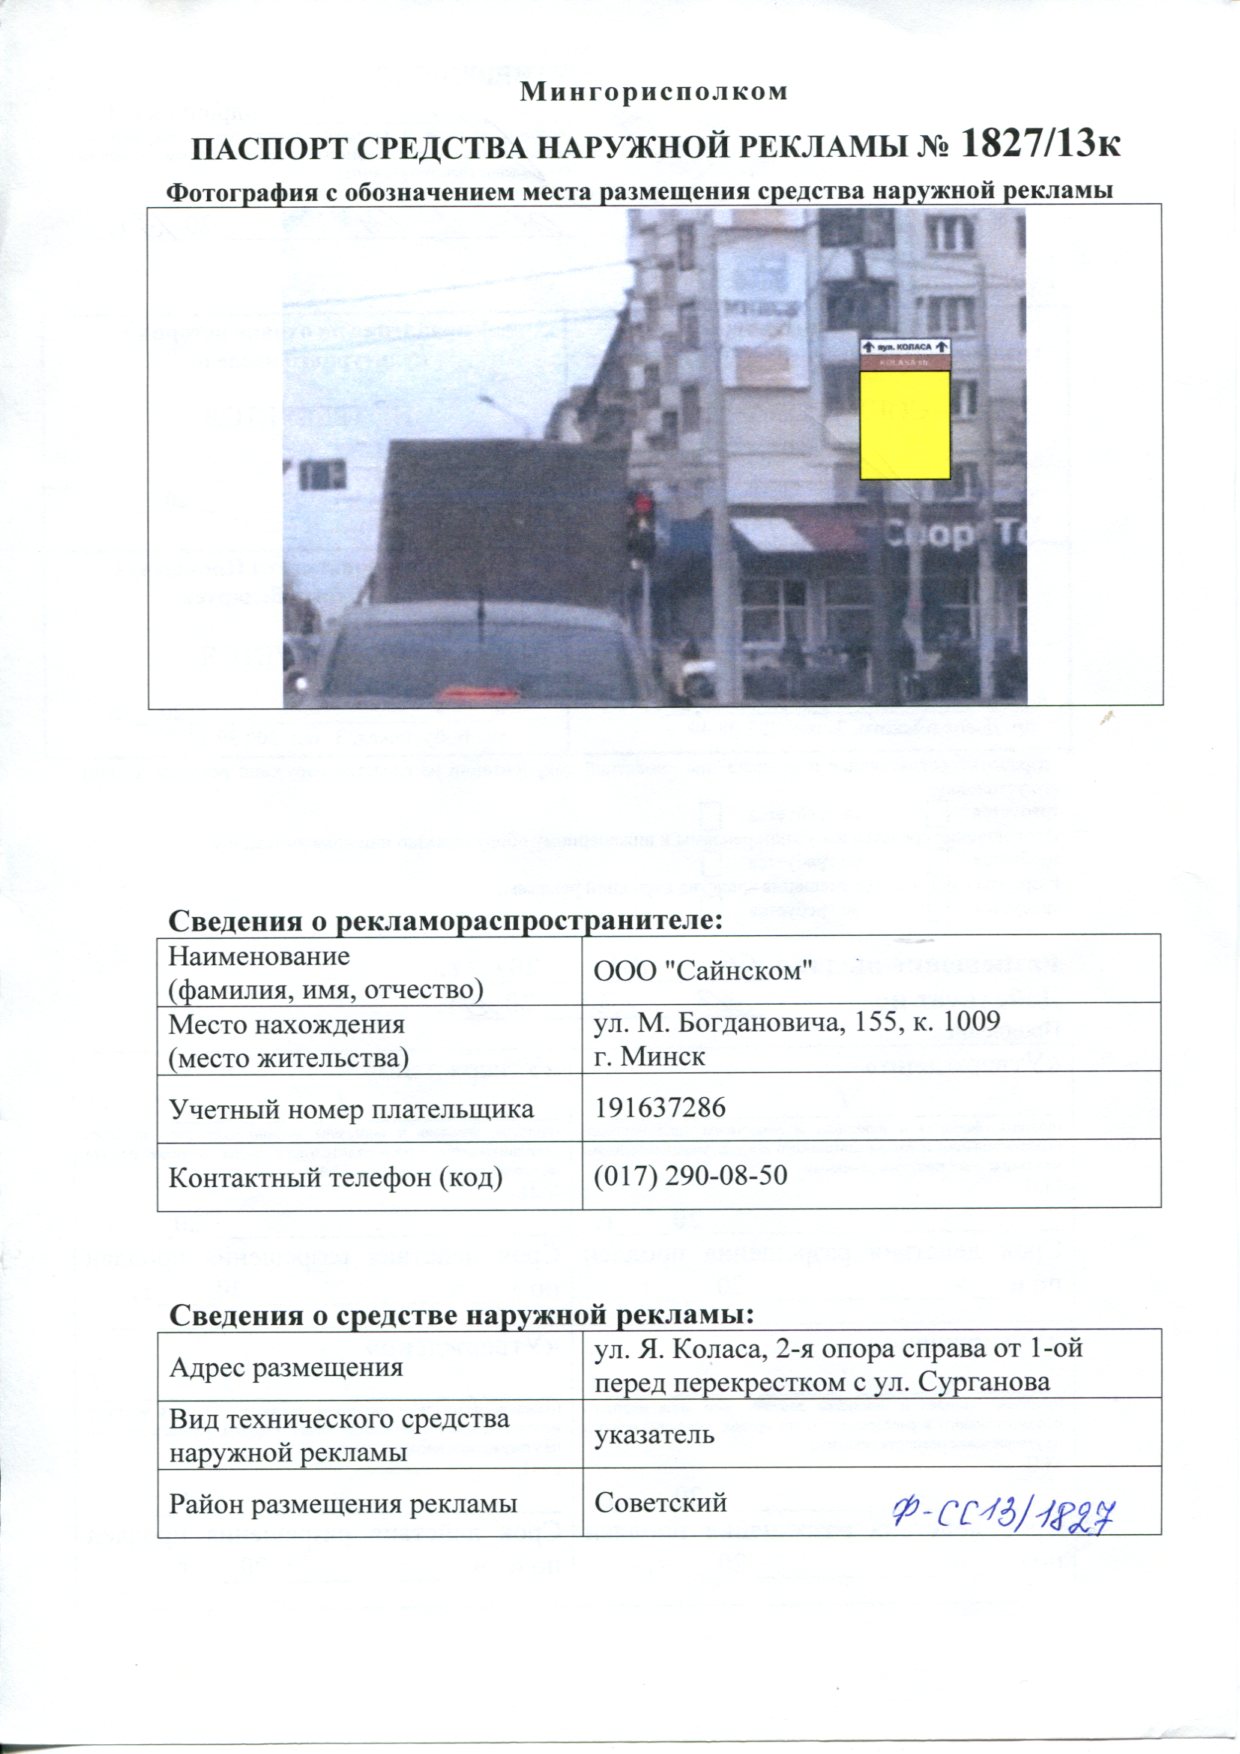 Мингорисполком
ПАСПОРТ СРЕДСТВА НАРУЖНОЙ РЕКЛАМЫ № 1827/13к
Фотография с обозначением места размещения средства наружной рекламы
вул. КОЛАСА
KOLASA str.
Спор То
Сведения о рекламораспространителе:
Наименование
(фамилия, имя, отчество)
ООО "Сайнском"
Место нахождения
(место жительства)
ул. М. Богдановича, 155, к. 1009
г. Минск
Учетный номер плательщика
191637286
Контактный телефон (код)
(017) 290-08-50
Сведения о средстве наружной рекламы:
Адрес размещения
ул. Я. Коласа, 2-я опора справа от 1-ой
перед перекрестком с ул. Сурганова
Вид технического средства
наружной рекламы
указатель
Район размещения рекламы
Советский
Ф-СС13/1827